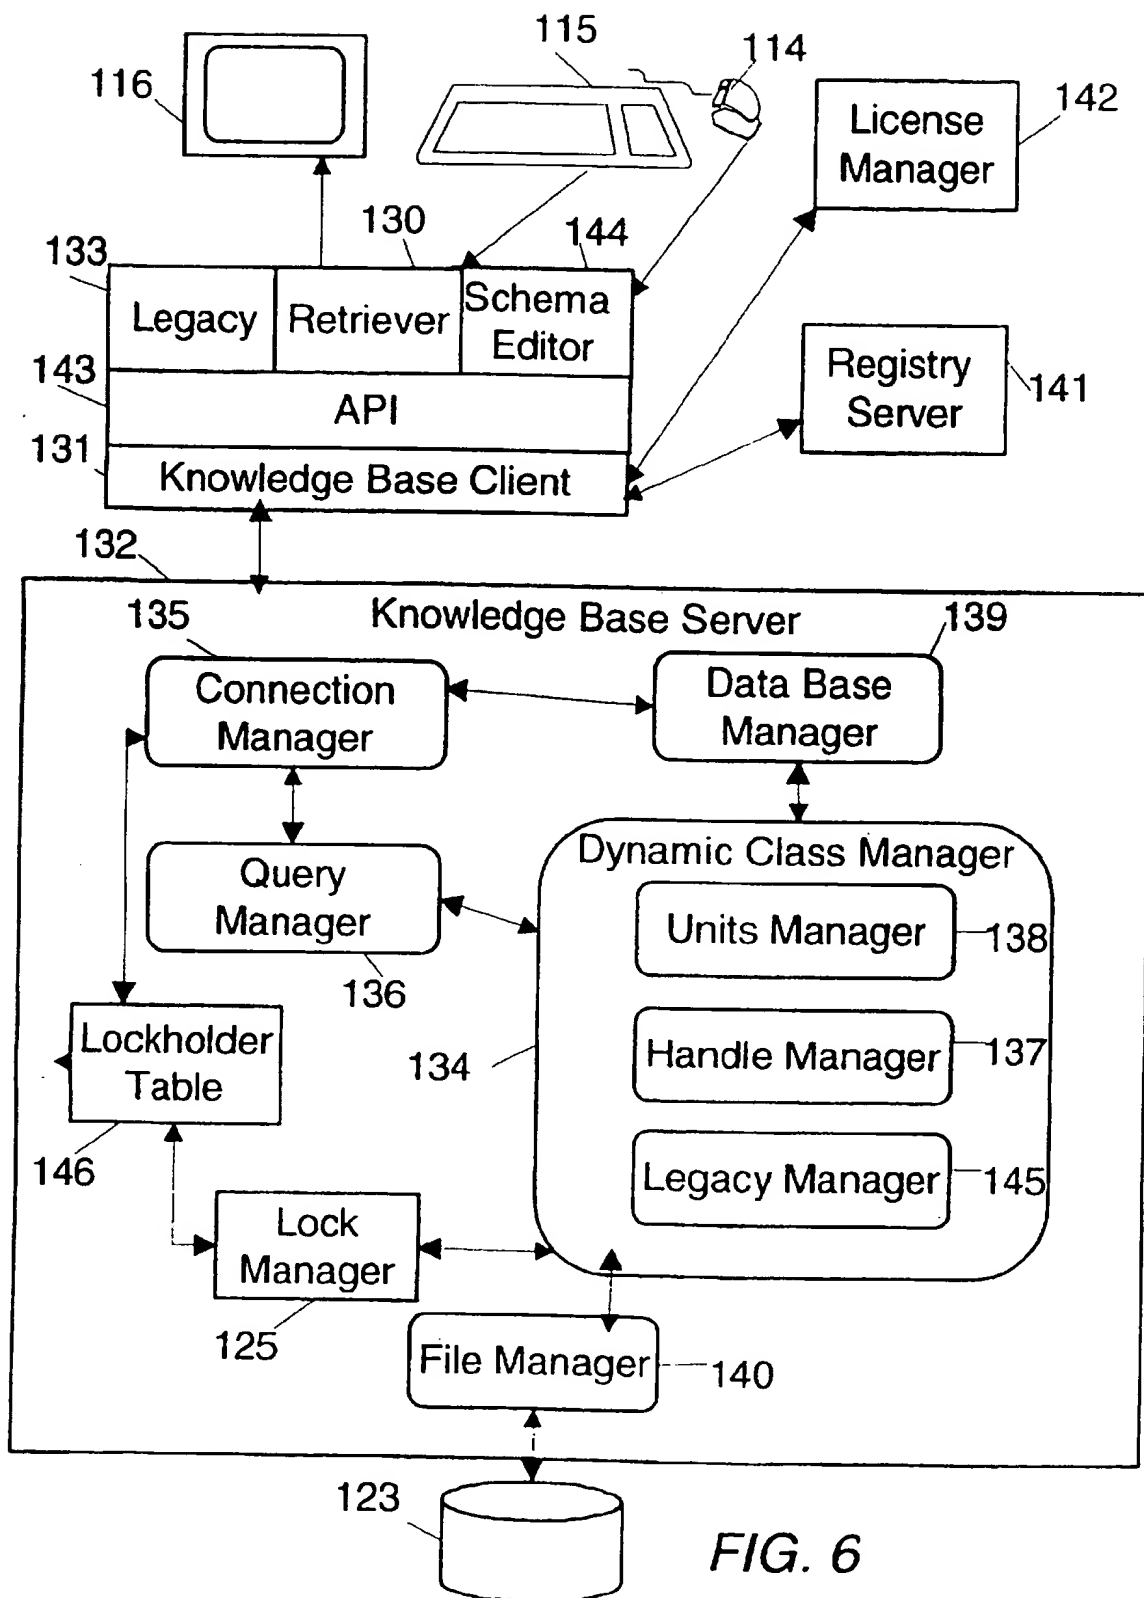 115
114
116
142
License
Manager
130
144
133
Legacy
Retriever
Schema
Editor
Registry
Server
141
143
API
131
Knowledge Base Client
132
Knowledge Base Server
135
139
Connection
Manager
Data Base
Manager
Query
Manager
136
Dynamic Class Manager
Units Manager
138
Lockholder
Table
134
Handle Manager
137
146
Legacy Manager
145
Lock
Manager
125
File Manager
140
123
FIG. 6